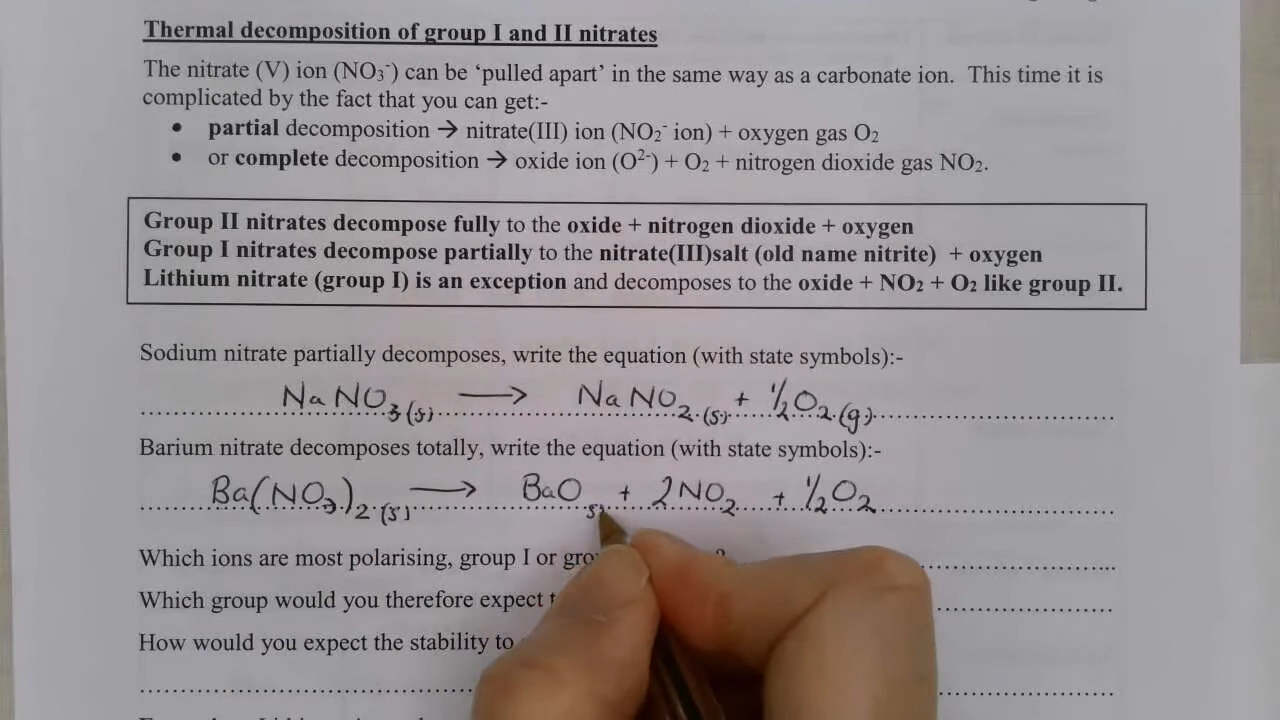 Thermal decomposition of group I and II nitrates
The nitrate (V) ion (NO₃⁻) can be 'pulled apart' in the same way as a carbonate ion. This time it is
complicated by the fact that you can get:-
• partial decomposition → nitrate(III) ion (NO₂⁻ ion) + oxygen gas O₂
• or complete decomposition → oxide ion (O²⁻) + O₂ + nitrogen dioxide gas NO₂.
Group II nitrates decompose fully to the oxide + nitrogen dioxide + oxygen
Group I nitrates decompose partially to the nitrate(III)salt (old name nitrite) + oxygen
Lithium nitrate (group I) is an exception and decomposes to the oxide + NO₂ + O₂ like group II.
Sodium nitrate partially decomposes, write the equation (with state symbols):-
NaNO₃(s) → NaNO₂(s) + ½O₂(g)
Barium nitrate decomposes totally, write the equation (with state symbols):-
Ba(NO₃)₂(s) → BaO s + 2NO₂ + ½O₂
Which ions are most polarising, group I or
Which group would you therefore expect
How would you expect the stability to